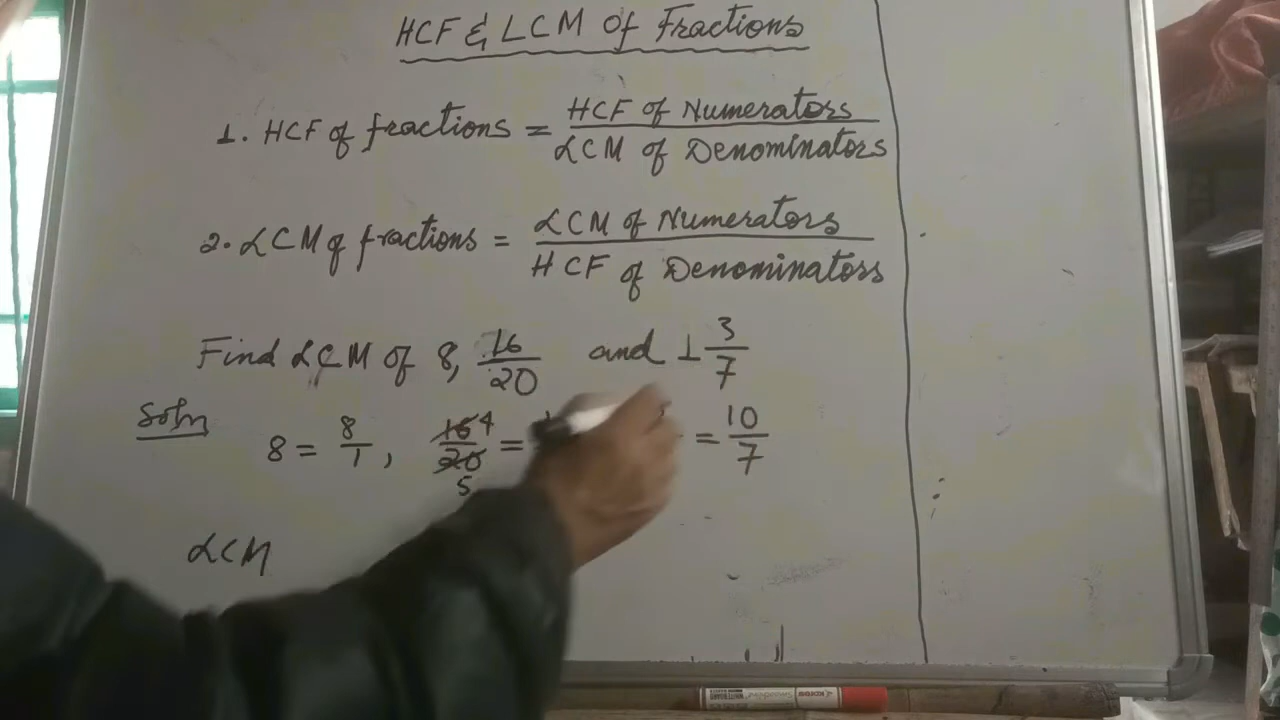 HCF & LCM Of Fractions
1. HCF of fractions = HCF of Numerators / LCM of Denominators
2. LCM of fractions = LCM of Numerators / HCF of Denominators
Find LCM of 8, 16/20 and 1 3/7
Soln
8 = 8/1, 16/20 4/5 = = 10/7
LCM
KORES